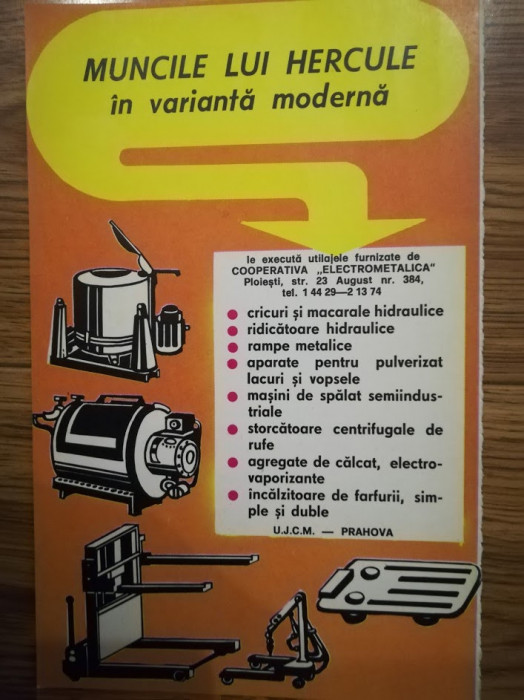 MUNCILE LUI HERCULE
în variantă modernă
le execută utilajele furnizate de
COOPERATIVA „ELECTROMETALICA"
Ploiești, str. 23 August nr. 384,
tel. 1 44 29—2 13 74
● cricuri și macarale hidraulice
● ridicătoare hidraulice
● rampe metalice
● aparate pentru pulverizat
lacuri și vopsele
● mașini de spălat semiindus-
triale
● storcătoare centrifugale de
rufe
● agregate de călcat, electro-
vaporizante
● încălzitoare de farfurii, sim-
ple și duble
U.J.C.M. — PRAHOVA